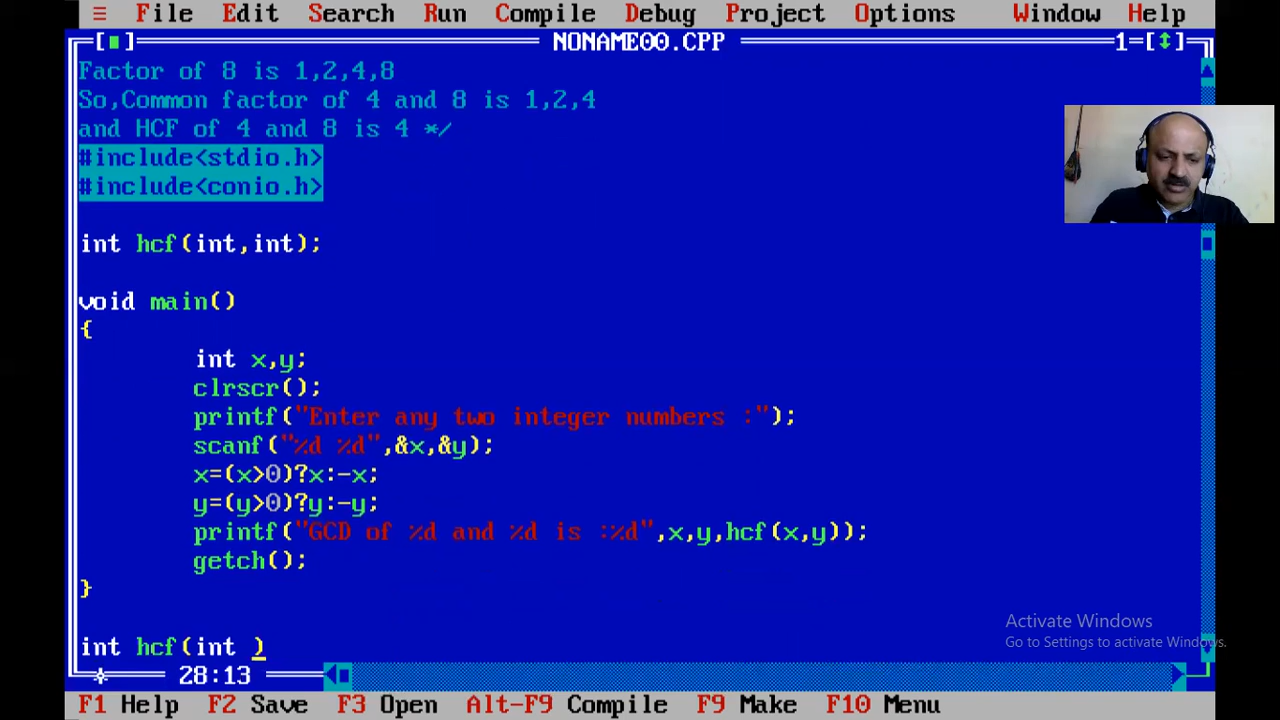 ≡ File Edit Search Run Compile Debug Project Options Window Help
[■] NONAME00.CPP 1=[↕]
Factor of 8 is 1,2,4,8
So,Common factor of 4 and 8 is 1,2,4
and HCF of 4 and 8 is 4 */
#include<stdio.h>
#include<conio.h>
int hcf(int,int);
void main()
{
int x,y;
clrscr();
printf("Enter any two integer numbers :");
scanf("%d %d",&x,&y);
x=(x>0)?x:-x;
y=(y>0)?y:-y;
printf("GCD of %d and %d is :%d",x,y,hcf(x,y));
getch();
}
int hcf(int )
28:13
F1 Help F2 Save F3 Open Alt-F9 Compile F9 Make F10 Menu
Activate Windows
Go to Settings to activate Windows.